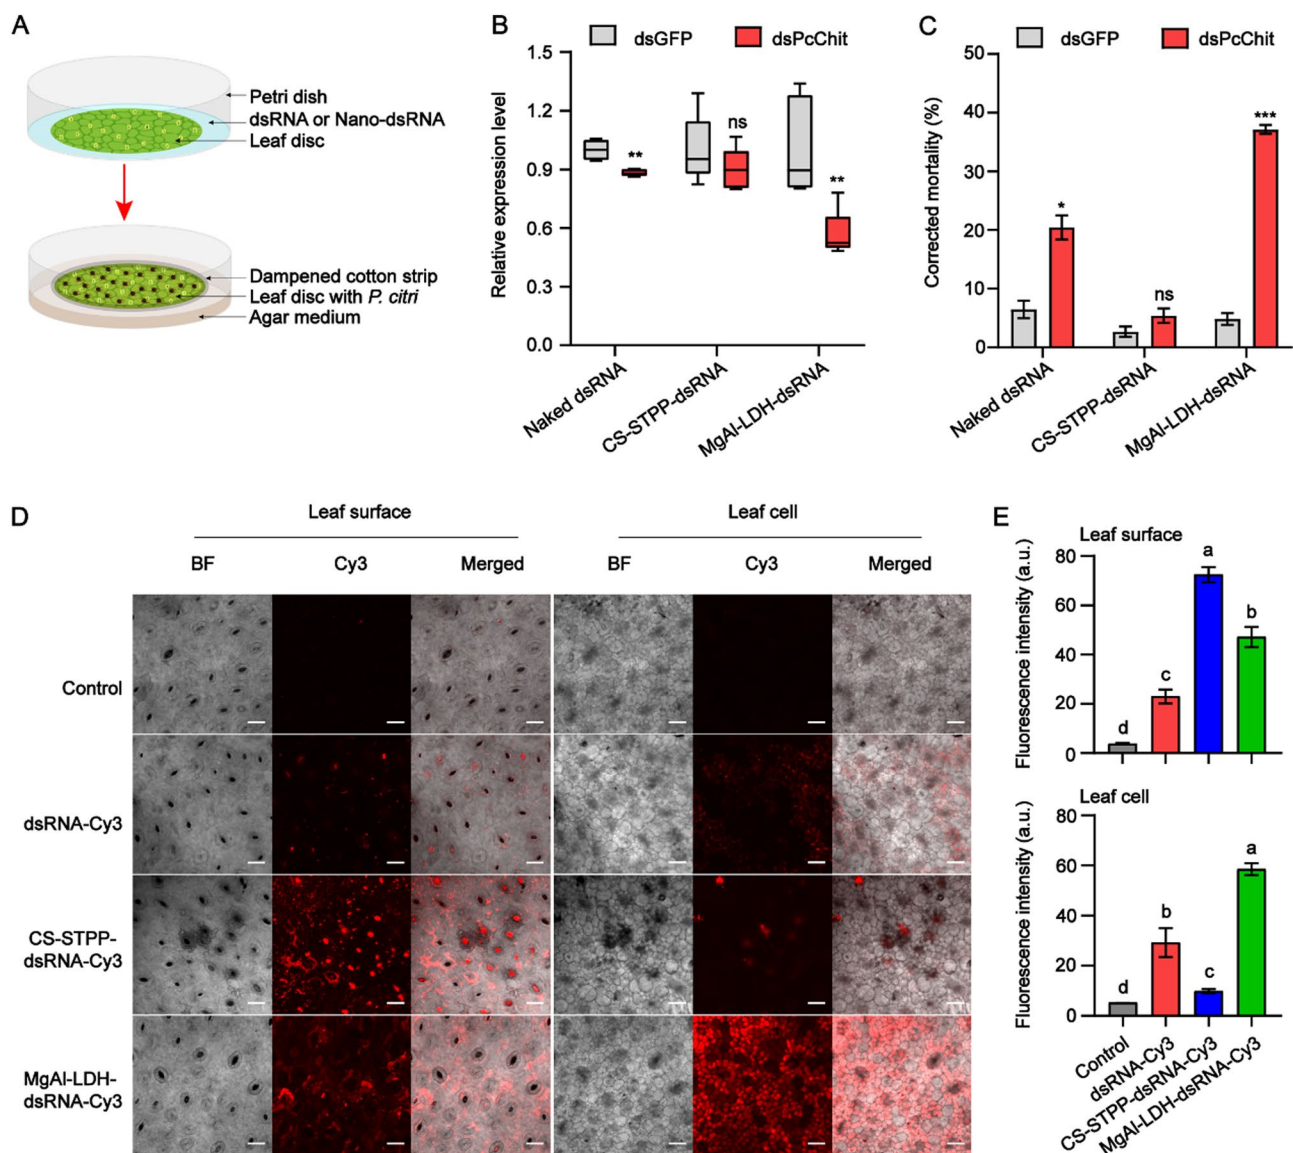 A
Petri dish
dsRNA or Nano-dsRNA
Leaf disc
Dampened cotton strip
Leaf disc with P. citri
Agar medium
B
dsGFP
dsPcChit
Relative expression level
1.5
1.2
0.9
0.6
0.3
0.0
**
ns
**
Naked dsRNA
CS-STPP-dsRNA
MgAl-LDH-dsRNA
C
dsGFP
dsPcChit
Corrected mortality (%)
50
40
30
20
10
0
*
ns
***
Naked dsRNA
CS-STPP-dsRNA
MgAl-LDH-dsRNA
D
Leaf surface
Leaf cell
BF
Cy3
Merged
BF
Cy3
Merged
Control
dsRNA-Cy3
CS-STPP-
dsRNA-Cy3
MgAl-LDH-
dsRNA-Cy3
E
Leaf surface
Fluorescence intensity (a.u.)
80
60
40
20
0
d
c
a
b
Leaf cell
Fluorescence intensity (a.u.)
80
60
40
20
0
d
b
c
a
Control
dsRNA-Cy3
CS-STPP-dsRNA-Cy3
MgAl-LDH-dsRNA-Cy3